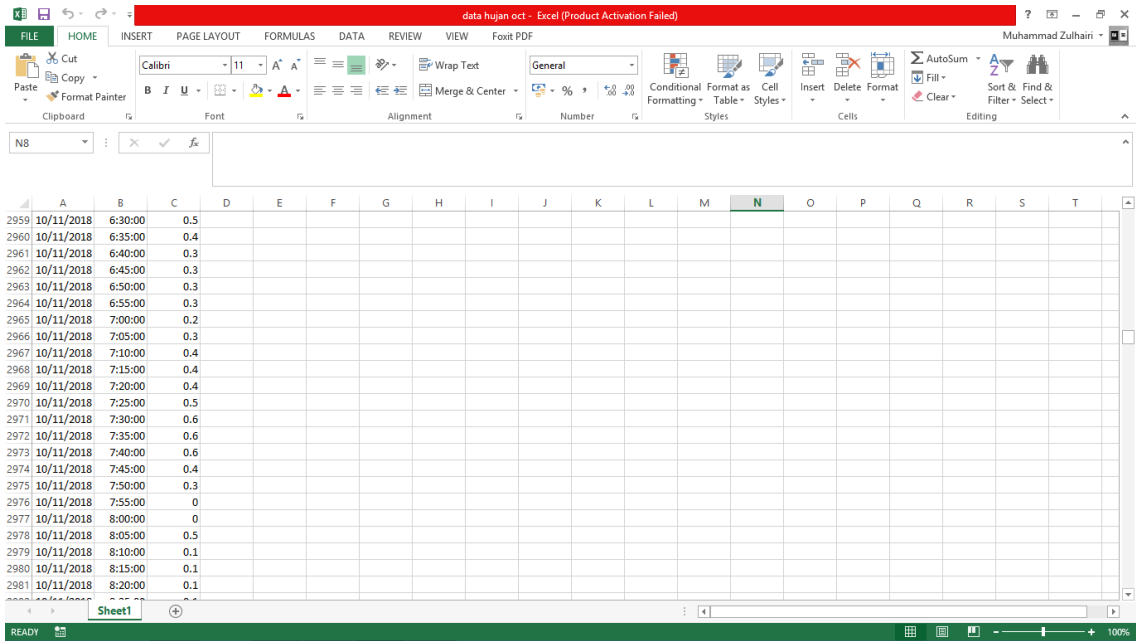 data hujan oct - Excel (Product Activation Failed)
FILE HOME INSERT PAGE LAYOUT FORMULAS DATA REVIEW VIEW Foxit PDF Muhammad Zulhairi
Paste
Cut
Copy
Format Painter
Clipboard
Calibri 11
B I U
Font
Wrap Text
Merge & Center
Alignment
General
Number
Conditional Formatting
Format as Table
Cell Styles
Styles
Insert Delete Format
Cells
AutoSum
Fill
Clear
Sort & Filter
Find & Select
Editing
N8 fx
A B C D E F G H I J K L M N O P Q R S T
2959 10/11/2018 6:30:00 0.5
2960 10/11/2018 6:35:00 0.4
2961 10/11/2018 6:40:00 0.3
2962 10/11/2018 6:45:00 0.3
2963 10/11/2018 6:50:00 0.3
2964 10/11/2018 6:55:00 0.3
2965 10/11/2018 7:00:00 0.2
2966 10/11/2018 7:05:00 0.3
2967 10/11/2018 7:10:00 0.4
2968 10/11/2018 7:15:00 0.4
2969 10/11/2018 7:20:00 0.4
2970 10/11/2018 7:25:00 0.5
2971 10/11/2018 7:30:00 0.6
2972 10/11/2018 7:35:00 0.6
2973 10/11/2018 7:40:00 0.6
2974 10/11/2018 7:45:00 0.4
2975 10/11/2018 7:50:00 0.3
2976 10/11/2018 7:55:00 0
2977 10/11/2018 8:00:00 0
2978 10/11/2018 8:05:00 0.5
2979 10/11/2018 8:10:00 0.1
2980 10/11/2018 8:15:00 0.1
2981 10/11/2018 8:20:00 0.1
Sheet1
READY 100%